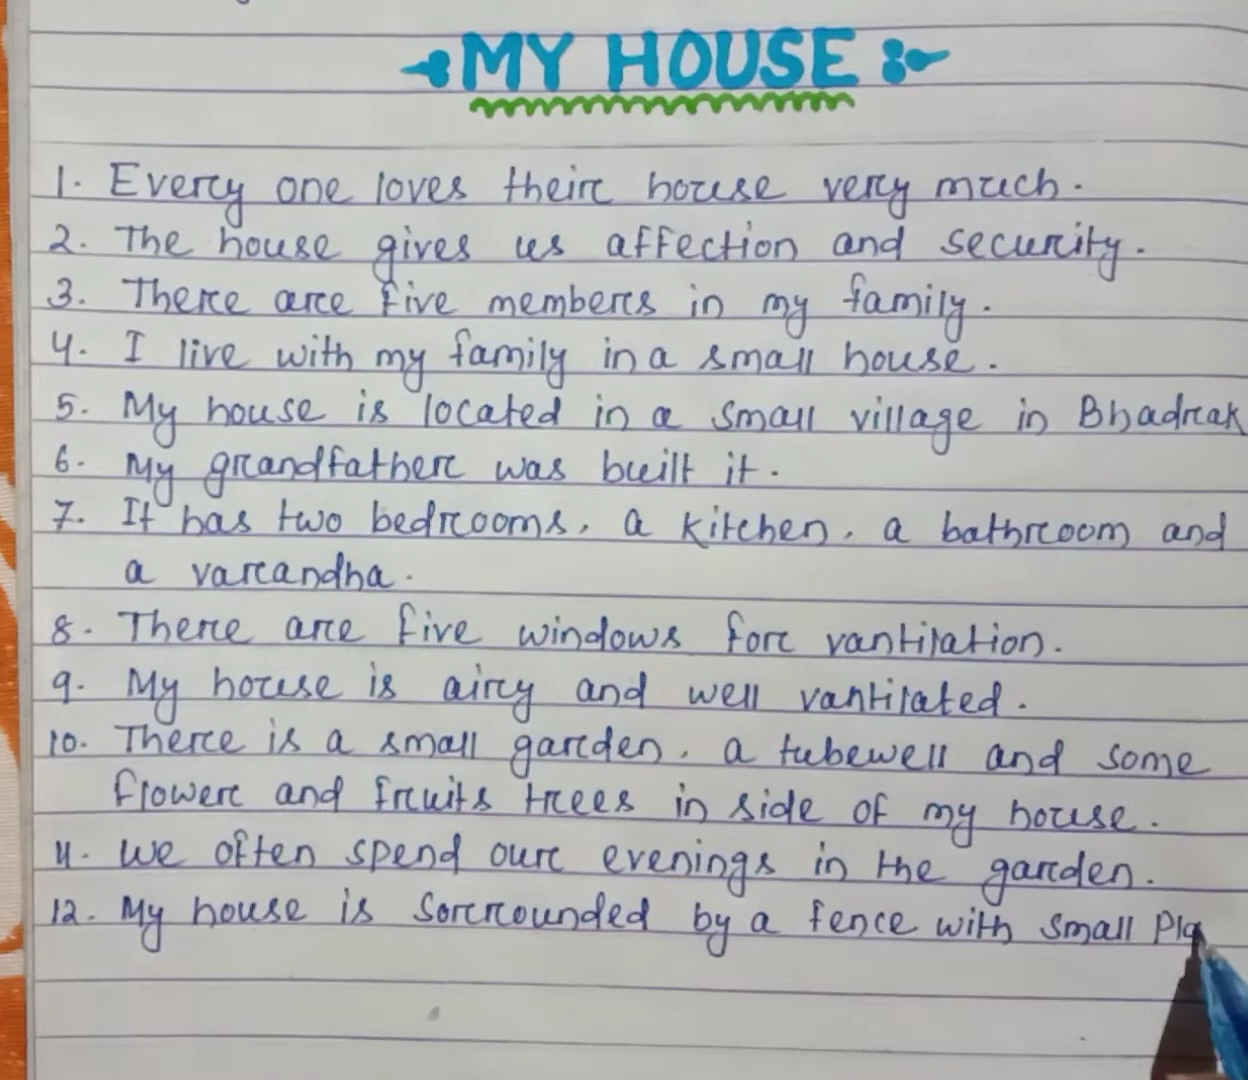 MY HOUSE
1. Every one loves their house very much.
2. The house gives us affection and security.
3. There are five members in my family.
4. I live with my family in a small house.
5. My house is located in a small village in Bhadrak
6. My grandfather was built it.
7. It has two bedrooms, a kitchen, a bathroom and
a varandha.
8. There are five windows for vantilation.
9. My house is airy and well vantilated.
10. There is a small garden, a tubewell and some
flower and fruits trees in side of my house.
11. We often spend our evenings in the garden.
12. My house is Sorrounded by a fence with small Pla